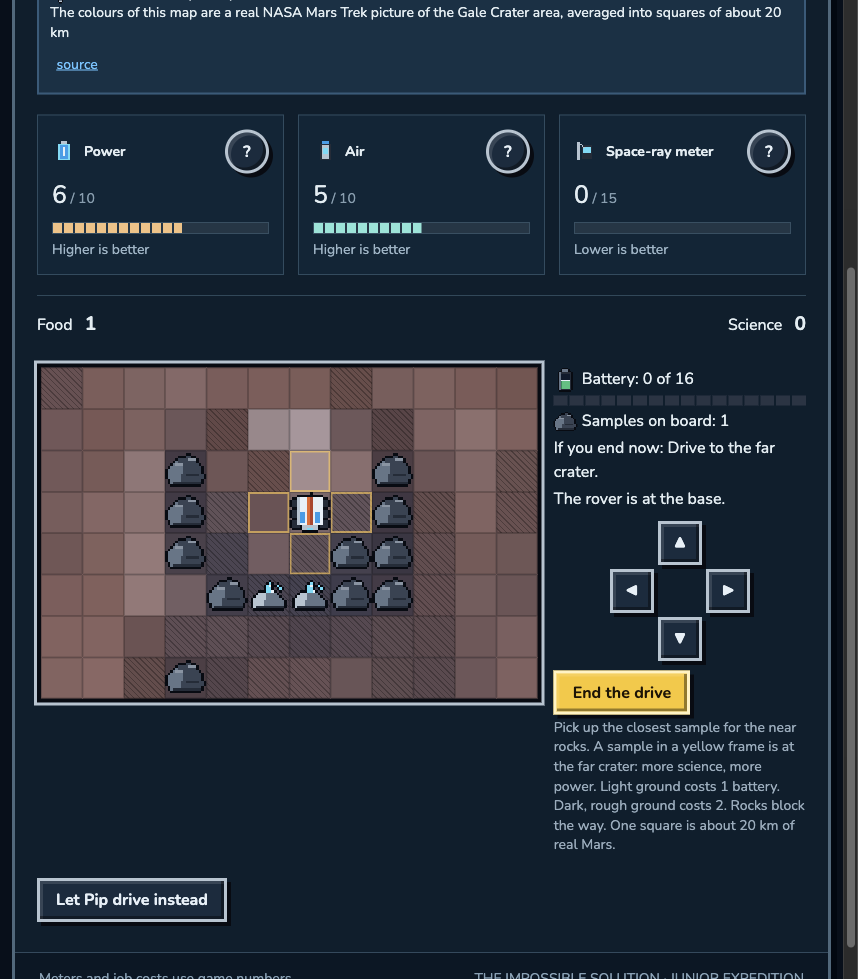 The colours of this map are a real NASA Mars Trek picture of the Gale Crater area, averaged into squares of about 20
km
source
Power
?
Air
?
Space-ray meter
?
6 / 10
5 / 10
0 / 15
Higher is better
Higher is better
Lower is better
Food 1
Science 0
Battery: 0 of 16
Samples on board: 1
If you end now: Drive to the far
crater.
The rover is at the base.
End the drive
Pick up the closest sample for the near
rocks. A sample in a yellow frame is at
the far crater: more science, more
power. Light ground costs 1 battery.
Dark, rough ground costs 2. Rocks block
the way. One square is about 20 km of
real Mars.
Let Pip drive instead
Meters and job costs use game numbers
THE IMPOSSIBLE SOLUTION · JUNIOR EXPEDITION